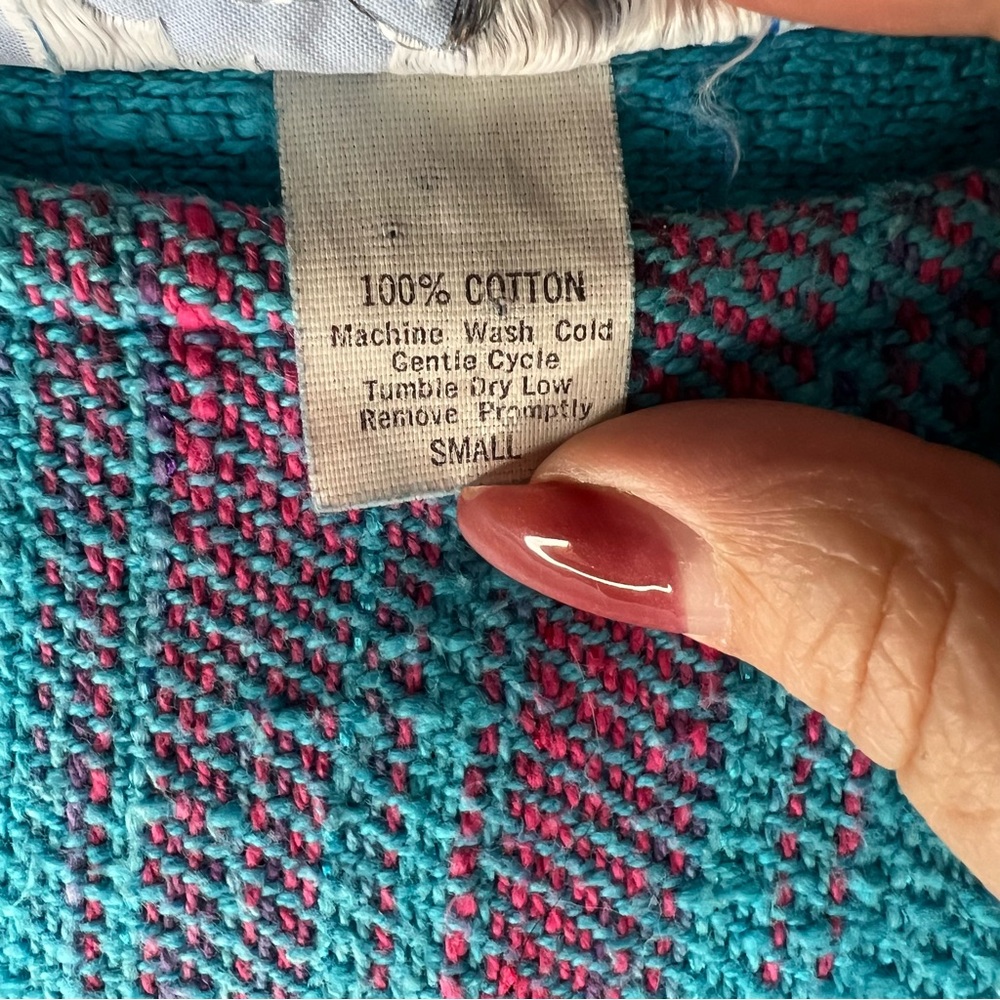 100% COTTON
Machine Wash Cold
Gentle Cycle
Tumble Dry Low
Remove Promptly
SMALL